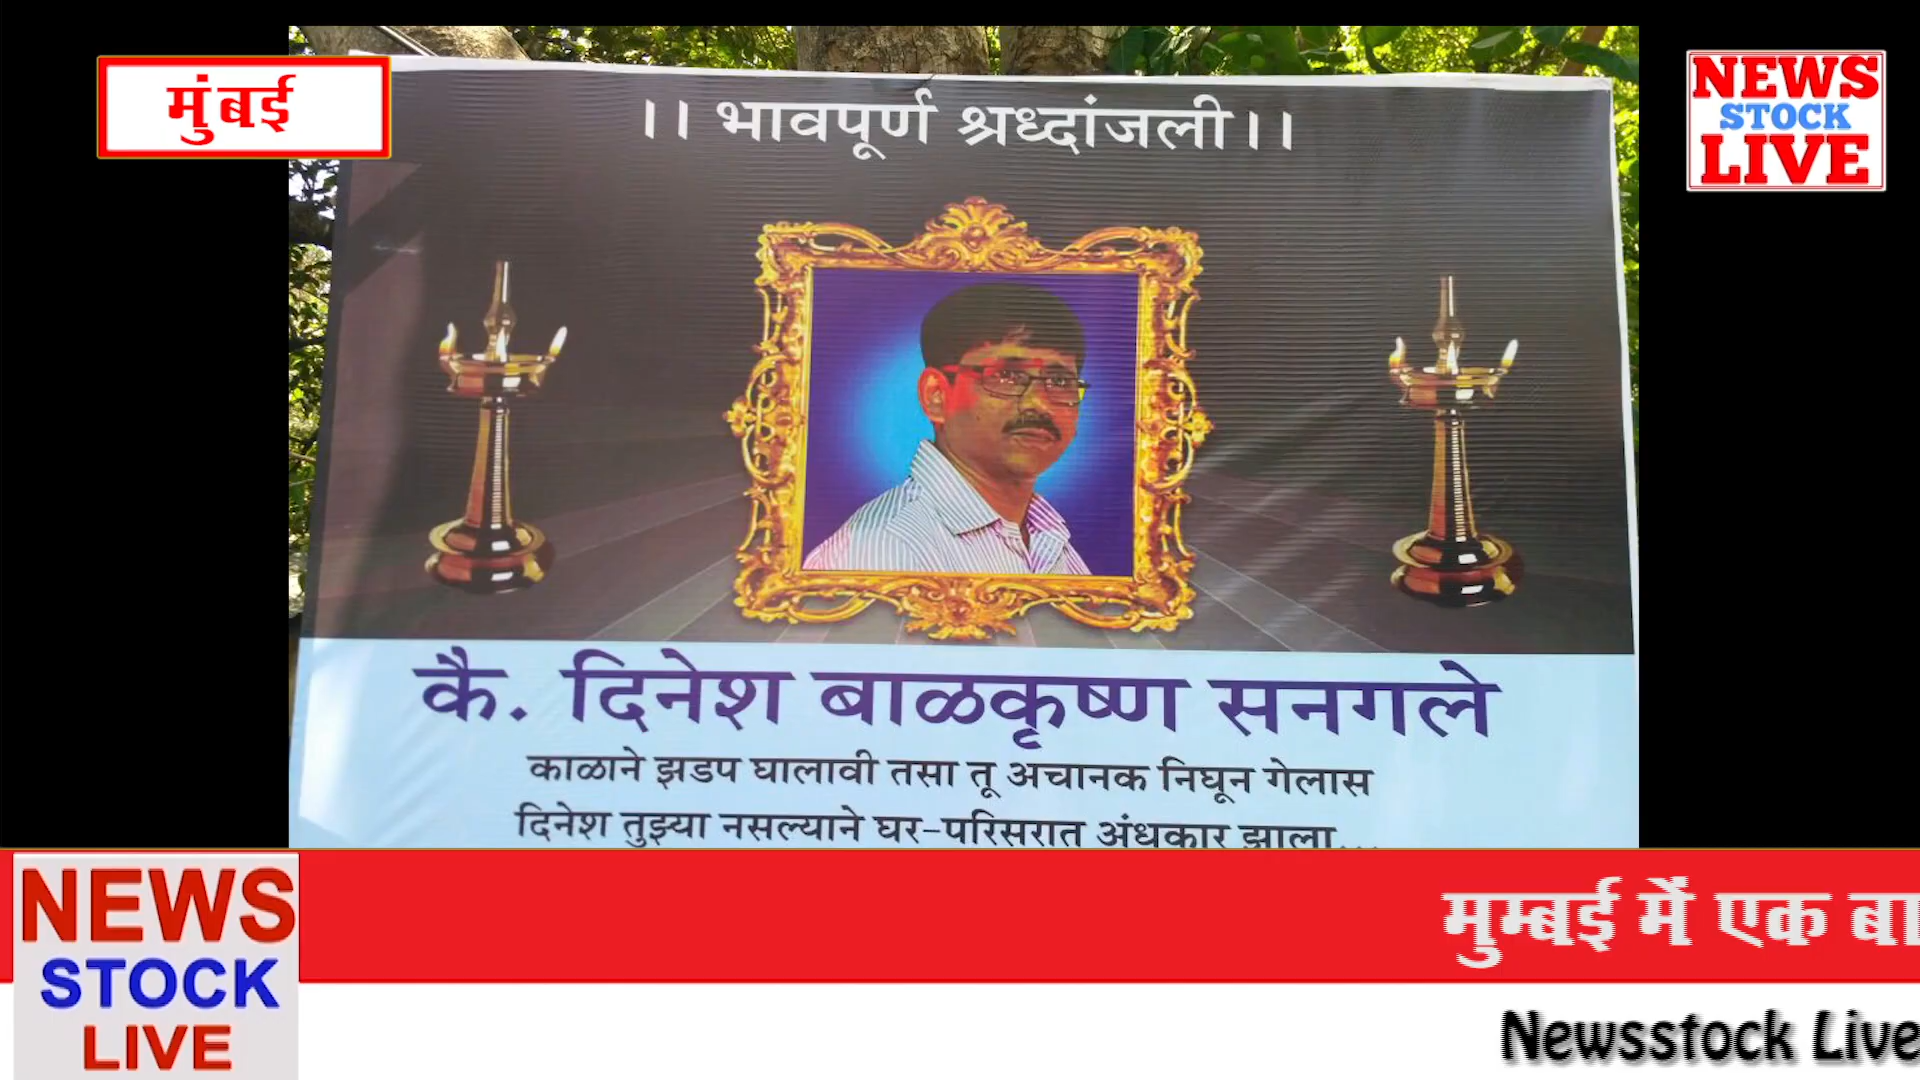 मुंबई
NEWS
STOCK
LIVE
।। भावपूर्ण श्रध्दांजली।।
कै. दिनेश बाळकृष्ण सनगले
काळाने झडप घालावी तसा तू अचानक निघून गेलास
दिनेश तुझ्या नसल्याने घर-परिसरात अंधकार झाला...
NEWS
STOCK
LIVE
मुम्बई में एक बा
Newsstock Live